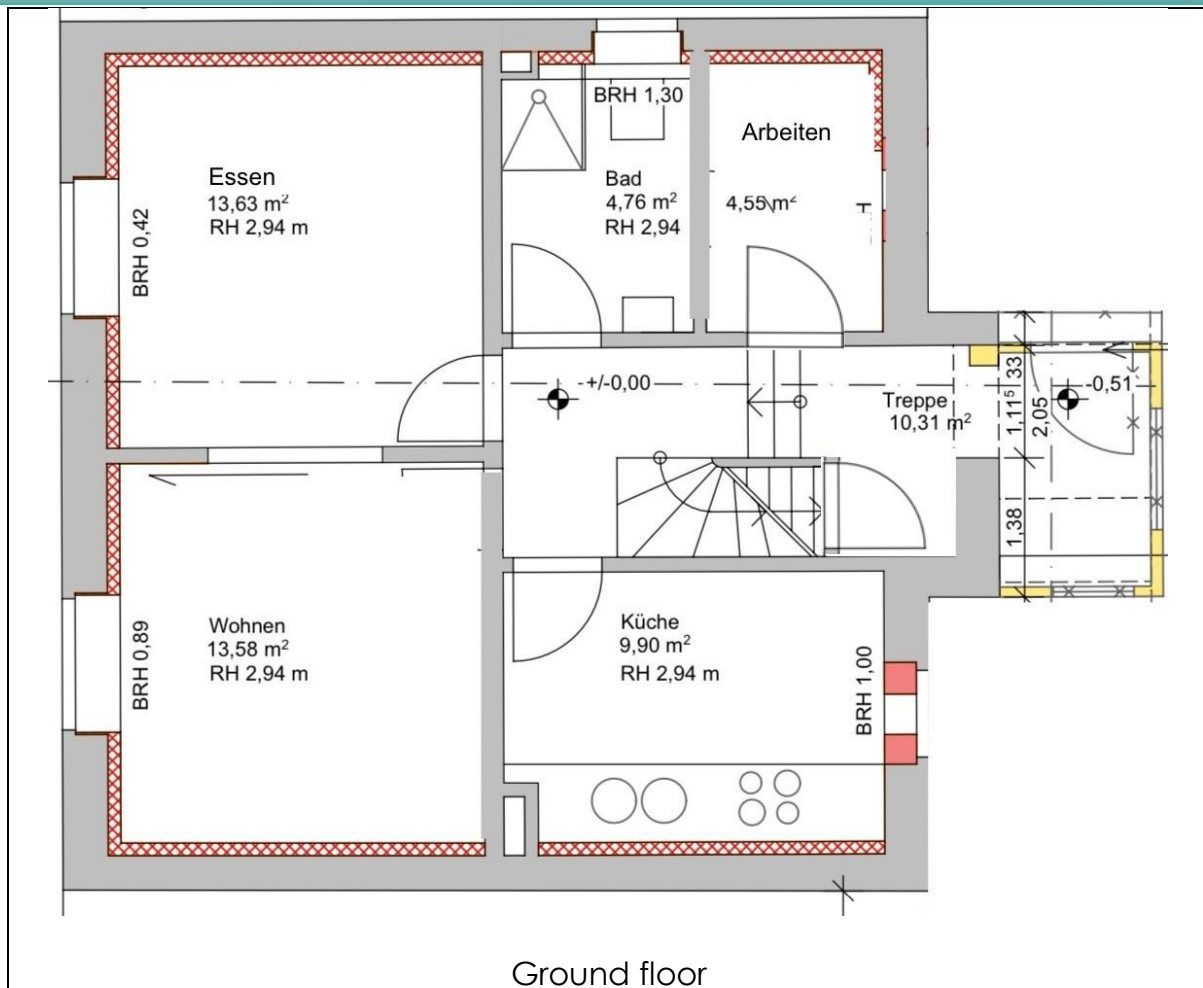 BRH 1,30
Arbeiten
Essen
13,63 m²
RH 2,94 m
Bad
4,76 m²
RH 2,94
4,55 m²
H
BRH 0,42
+/-0,00
Treppe
10,31 m²
33
1,11⁵
2,05
-0,51
1,38
Wohnen
13,58 m²
RH 2,94 m
BRH 0,89
Küche
9,90 m²
RH 2,94 m
BRH 1,00
Ground floor